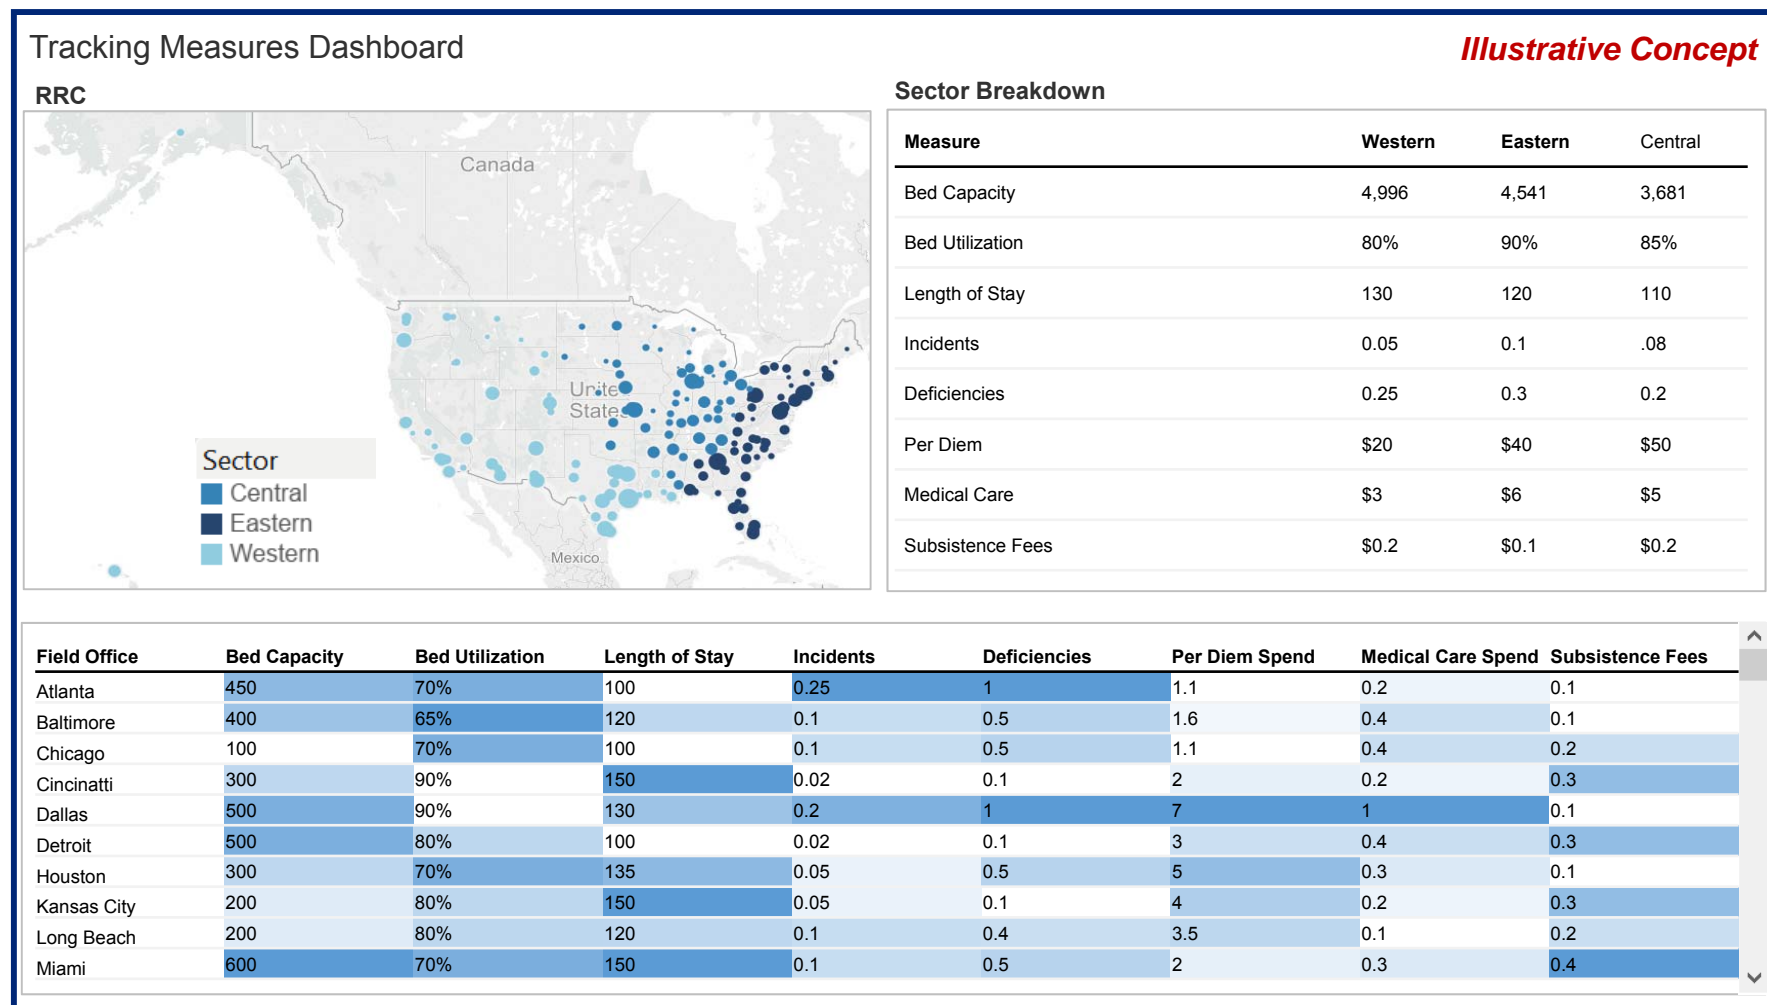 Tracking Measures Dashboard
Illustrative Concept
RRC
Canada
United
States
Mexico
Sector
Central
Eastern
Western
Sector Breakdown
Measure Western Eastern Central
Bed Capacity 4,996 4,541 3,681
Bed Utilization 80% 90% 85%
Length of Stay 130 120 110
Incidents 0.05 0.1 .08
Deficiencies 0.25 0.3 0.2
Per Diem $20 $40 $50
Medical Care $3 $6 $5
Subsistence Fees $0.2 $0.1 $0.2
Field Office Bed Capacity Bed Utilization Length of Stay Incidents Deficiencies Per Diem Spend Medical Care Spend Subsistence Fees
Atlanta 450 70% 100 0.25 1 1.1 0.2 0.1
Baltimore 400 65% 120 0.1 0.5 1.6 0.4 0.1
Chicago 100 70% 100 0.1 0.5 1.1 0.4 0.2
Cincinatti 300 90% 150 0.02 0.1 2 0.2 0.3
Dallas 500 90% 130 0.2 1 7 1 0.1
Detroit 500 80% 100 0.02 0.1 3 0.4 0.3
Houston 300 70% 135 0.05 0.5 5 0.3 0.1
Kansas City 200 80% 150 0.05 0.1 4 0.2 0.3
Long Beach 200 80% 120 0.1 0.4 3.5 0.1 0.2
Miami 600 70% 150 0.1 0.5 2 0.3 0.4